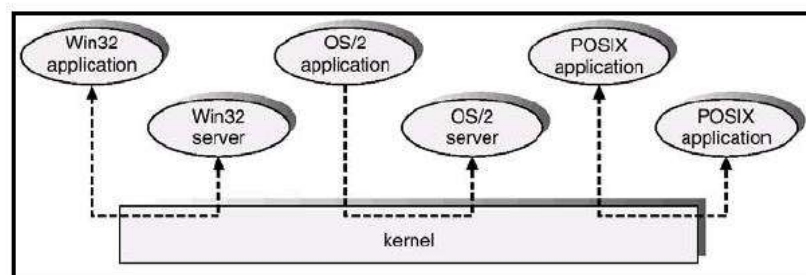 Win32
application
OS/2
application
POSIX
application
Win32
server
OS/2
server
POSIX
application
kernel